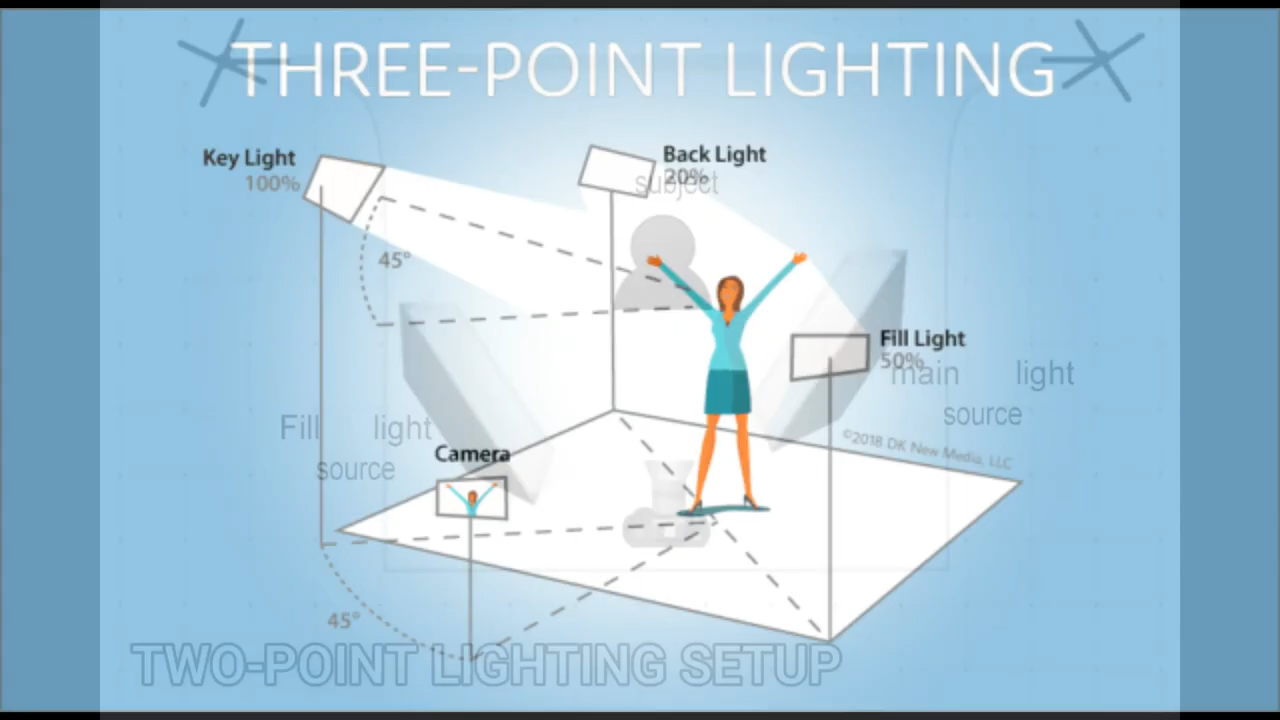 THREE-POINT LIGHTING
Key Light
100%
Back Light
20%
subject
45°
Fill Light
50%
main light
source
Fill light
source
Camera
©2018 DK New Media, LLC
45°
TWO-POINT LIGHTING SETUP